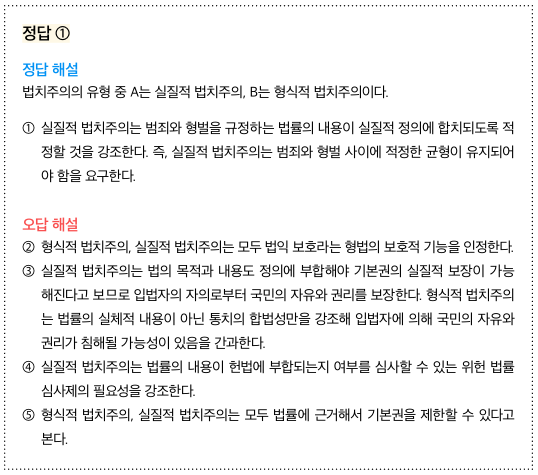 정답 ①
정답 해설
법치주의의 유형 중 A는 실질적 법치주의, B는 형식적 법치주의이다.
① 실질적 법치주의는 범죄와 형벌을 규정하는 법률의 내용이 실질적 정의에 합치되도록 적
정할 것을 강조한다. 즉, 실질적 법치주의는 범죄와 형벌 사이에 적정한 균형이 유지되어
야 함을 요구한다.
오답 해설
② 형식적 법치주의, 실질적 법치주의는 모두 법익 보호라는 형법의 보호적 기능을 인정한다.
③ 실질적 법치주의는 법의 목적과 내용도 정의에 부합해야 기본권의 실질적 보장이 가능
해진다고 보므로 입법자의 자의로부터 국민의 자유와 권리를 보장한다. 형식적 법치주의
는 법률의 실체적 내용이 아닌 통치의 합법성만을 강조해 입법자에 의해 국민의 자유와
권리가 침해될 가능성이 있음을 간과한다.
④ 실질적 법치주의는 법률의 내용이 헌법에 부합되는지 여부를 심사할 수 있는 위헌 법률
심사제의 필요성을 강조한다.
⑤ 형식적 법치주의, 실질적 법치주의는 모두 법률에 근거해서 기본권을 제한할 수 있다고
본다.